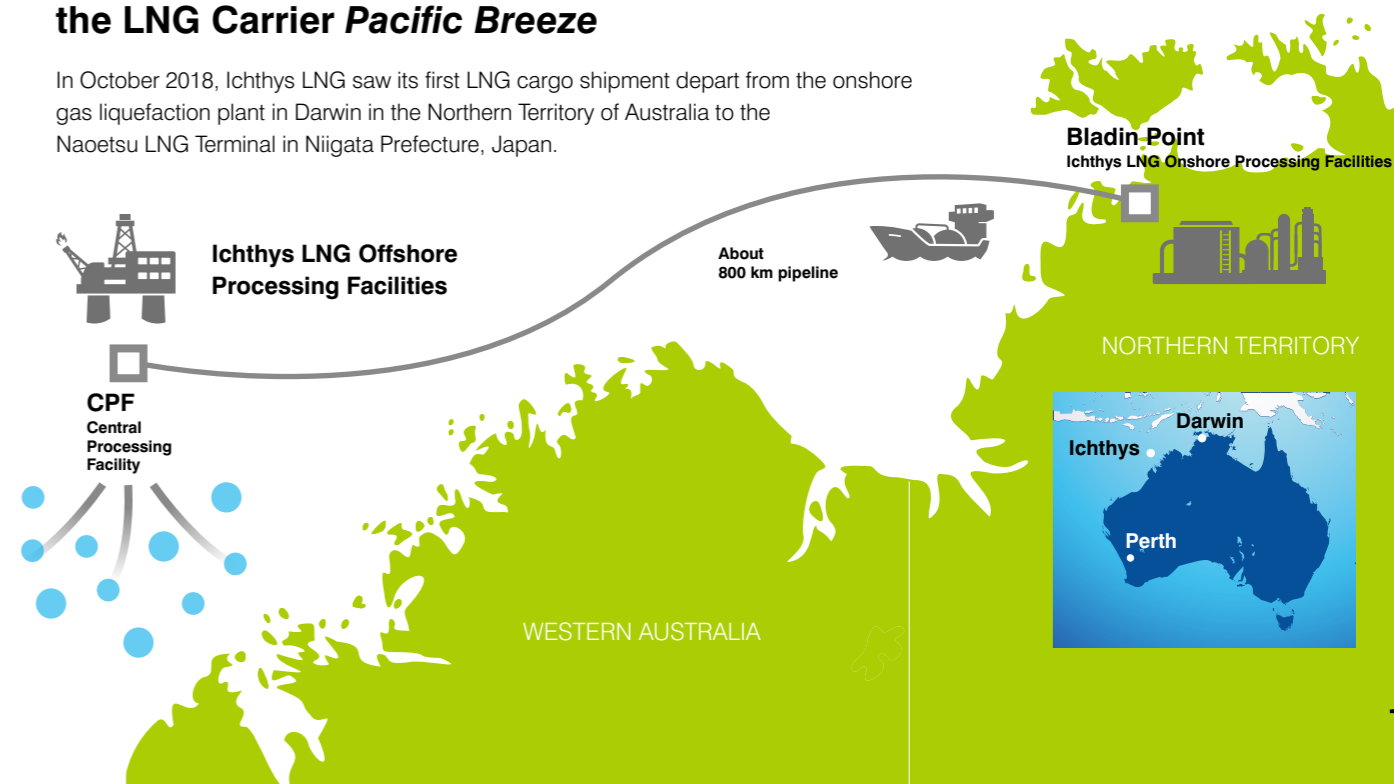 the LNG Carrier Pacific Breeze
In October 2018, Ichthys LNG saw its first LNG cargo shipment depart from the onshore
gas liquefaction plant in Darwin in the Northern Territory of Australia to the
Naoetsu LNG Terminal in Niigata Prefecture, Japan.
Bladin Point
Ichthys LNG Onshore Processing Facilities
Ichthys LNG Offshore
Processing Facilities
About
800 km pipeline
NORTHERN TERRITORY
CPF
Central
Processing
Facility
Darwin
Ichthys
Perth
WESTERN AUSTRALIA